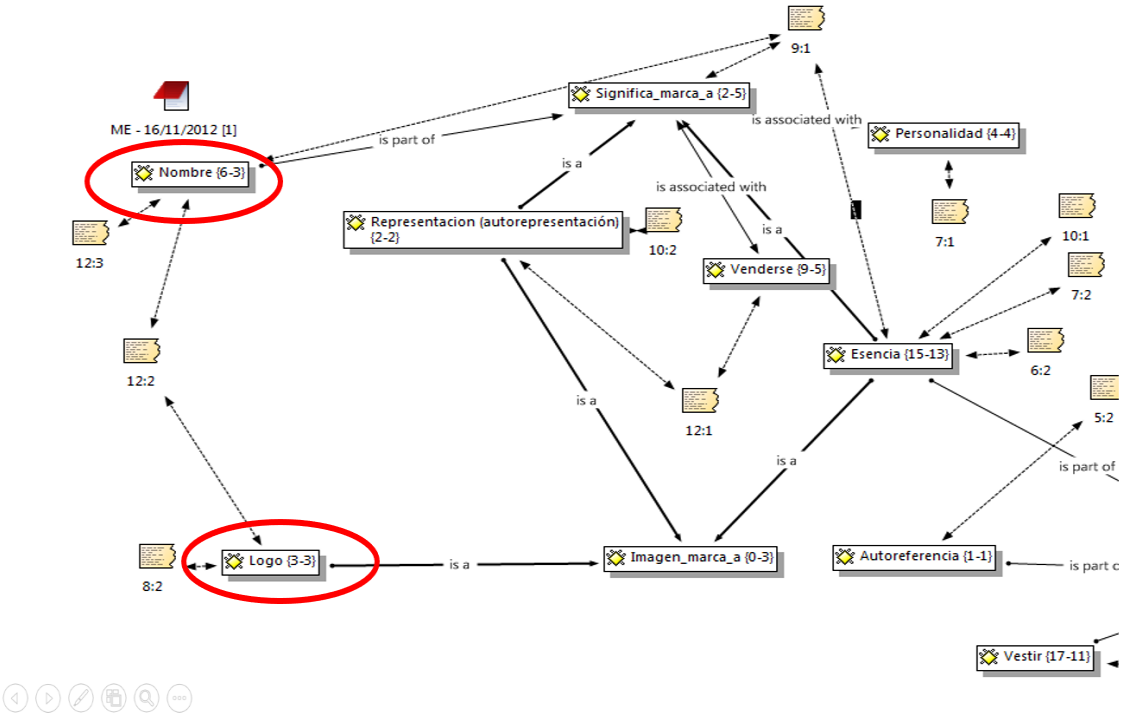 9:1
Significa_marca_a {2-5}
is associated with
Personalidad {4-4}
ME - 16/11/2012 [1]
is part of
is a
Nombre {6-3}
is associated with
Representacion (autorepresentación)
{2-2}
10:2
is a
7:1
10:1
12:3
Venderse {9-5}
7:2
Esencia {15-13}
12:2
6:2
is a
12:1
5:2
is a
is part of
Logo {3-3}
is a
Imagen_marca_a {0-3}
Autoreferencia {1-1}
is part o
8:2
Vestir {17-11}